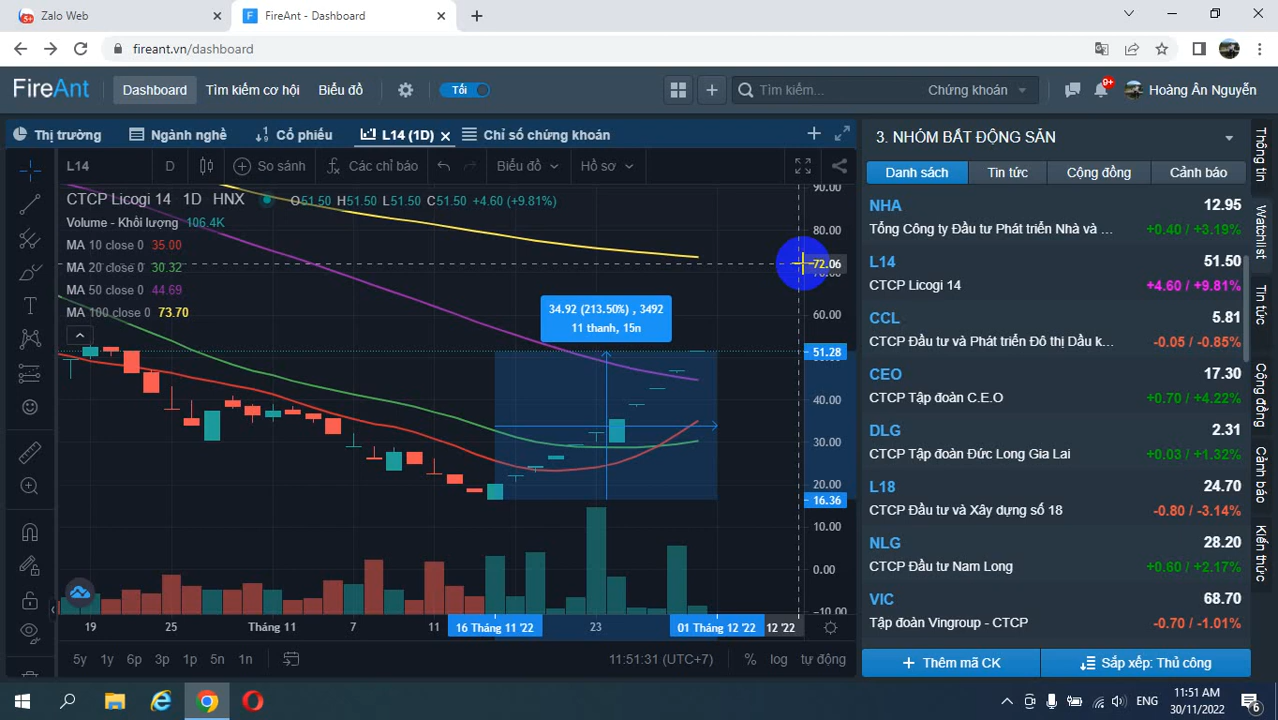 Zalo Web
FireAnt - Dashboard
fireant.vn/dashboard
FireAnt
Dashboard
Tìm kiếm cơ hội
Biểu đồ
Tối
Tìm kiếm...
Chứng khoán
9+
Hoàng Ân Nguyễn
Thị trường
Ngành nghề
Cổ phiếu
L14 (1D)
Chỉ số chứng khoán
L14
D
So sánh
Các chỉ báo
Biểu đồ
Hồ sơ
CTCP Licogi 14 1D HNX
O51.50 H51.50 L51.50 C51.50 +4.60 (+9.81%)
Volume - Khối lượng 106.4K
MA 10 close 0 35.00
MA 20 close 0 30.32
MA 50 close 0 44.69
MA 100 close 0 73.70
34.92 (213.50%) , 3492
11 thanh, 15n
90.00
80.00
72.06
60.00
51.28
40.00
30.00
20.00
16.36
10.00
0.00
-10.00
19
25
Tháng 11
7
11
16 Tháng 11 '22
23
01 Tháng 12 '22
12 '22
5y
1y
6p
3p
1p
5n
1n
11:51:31 (UTC+7)
%
log
tự động
3. NHÓM BẤT ĐỘNG SẢN
Danh sách
Tin tức
Cộng đồng
Cảnh báo
NHA 12.95
Tổng Công ty Đầu tư Phát triển Nhà và ... +0.40 / +3.19%
L14 51.50
CTCP Licogi 14 +4.60 / +9.81%
CCL 5.81
CTCP Đầu tư và Phát triển Đô thị Dầu k... -0.05 / -0.85%
CEO 17.30
CTCP Tập đoàn C.E.O +0.70 / +4.22%
DLG 2.31
CTCP Tập đoàn Đức Long Gia Lai +0.03 / +1.32%
L18 24.70
CTCP Đầu tư và Xây dựng số 18 -0.80 / -3.14%
NLG 28.20
CTCP Đầu tư Nam Long +0.60 / +2.17%
VIC 68.70
Tập đoàn Vingroup - CTCP -0.70 / -1.01%
Thêm mã CK
Sắp xếp: Thủ công
Thông tin
Watchlist
Tin tức
Cộng đồng
Cảnh báo
Kiến thức
ENG
11:51 AM
30/11/2022
6